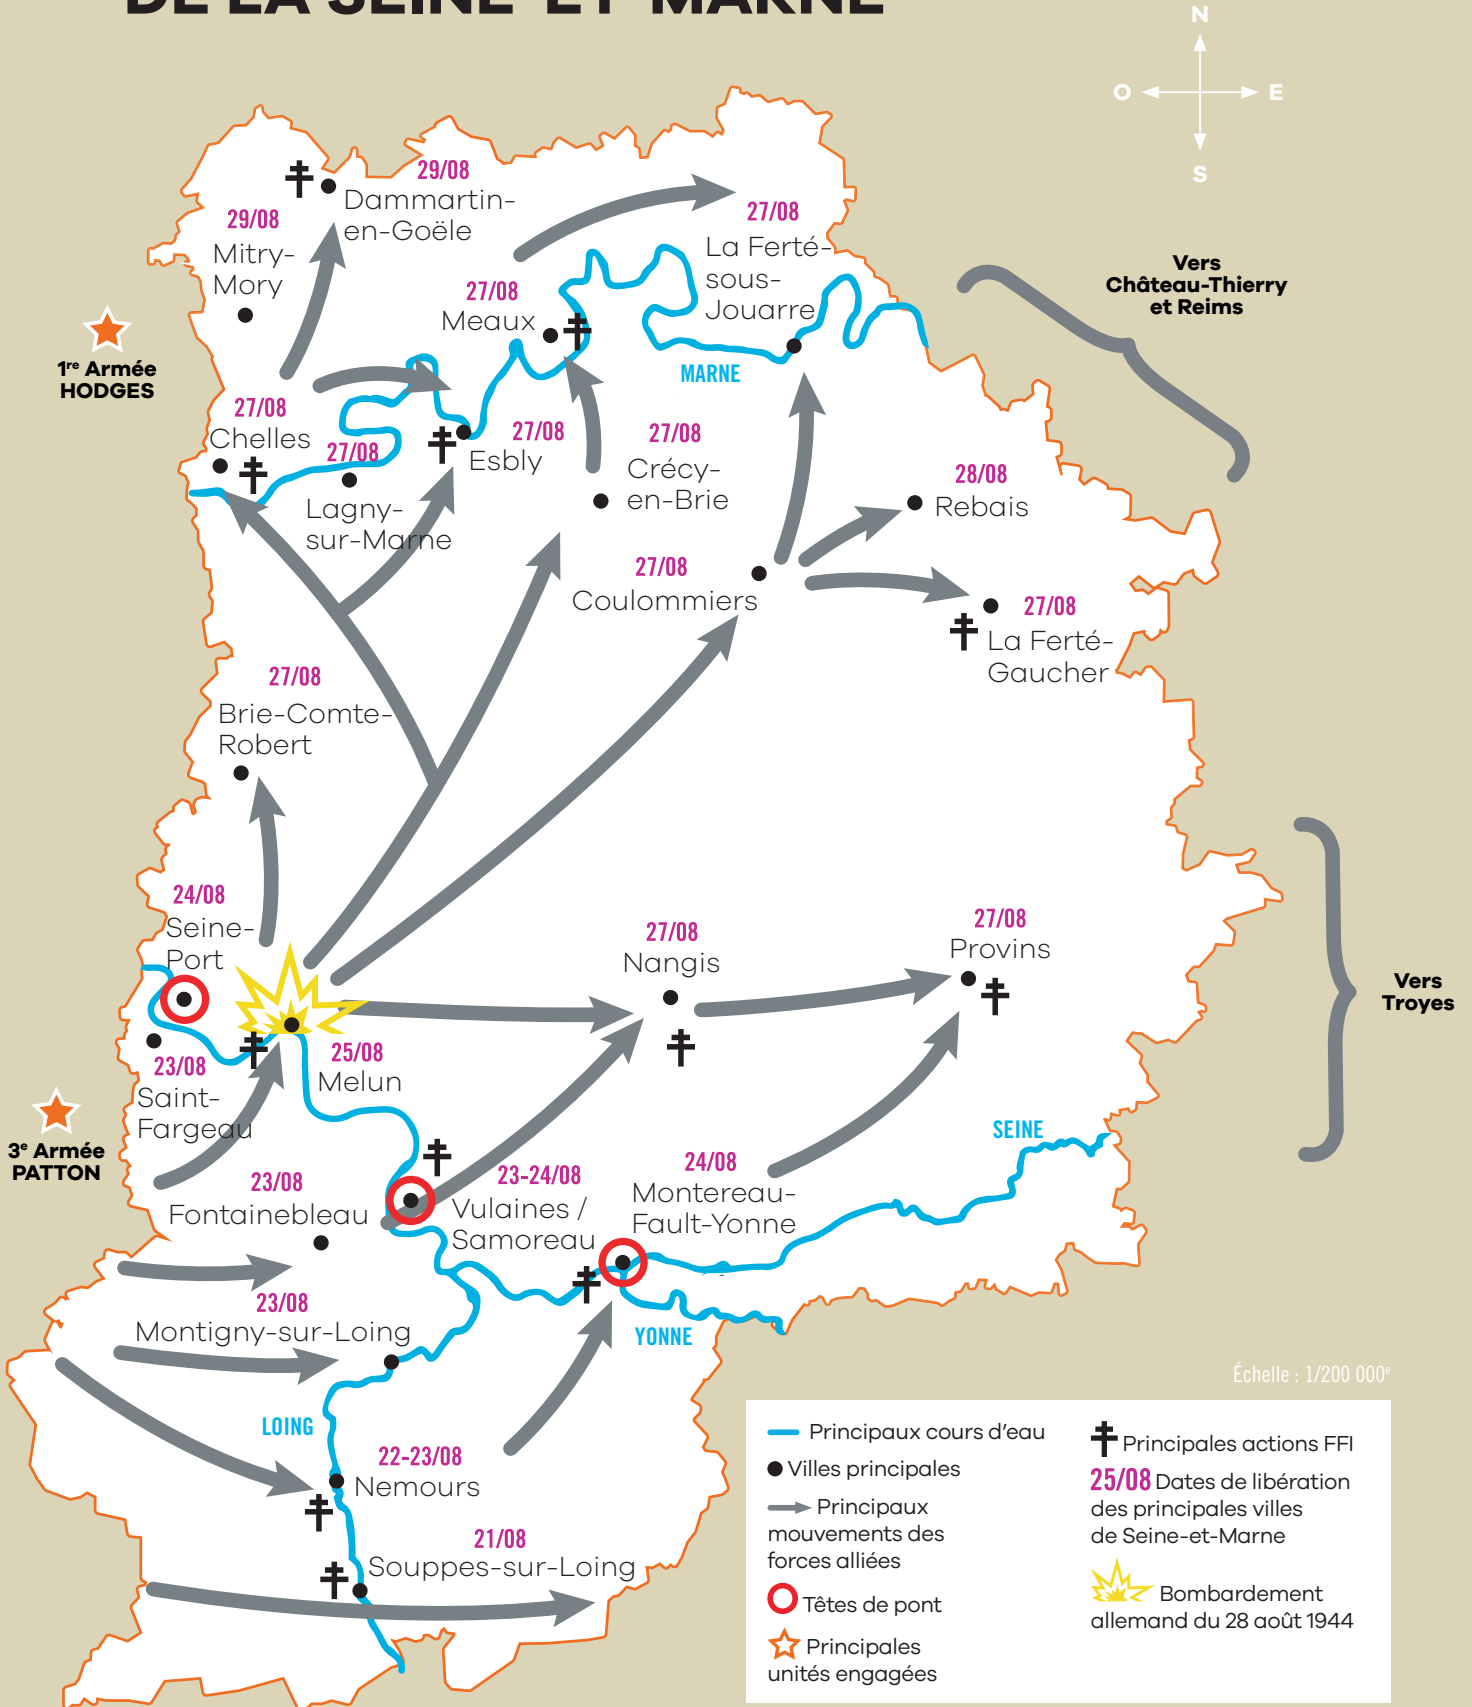 DE LA SEINE-ET-MARNE
N
O
E
S
29/08
Dammartin-
en-Goële
29/08
Mitry-
Mory
27/08
La Ferté-
sous-
Jouarre
27/08
Meaux
Vers
Château-Thierry
et Reims
1re Armée
HODGES
MARNE
27/08
Chelles
27/08
Lagny-
sur-Marne
27/08
Esbly
27/08
Crécy-
en-Brie
28/08
Rebais
27/08
Coulommiers
27/08
La Ferté-
Gaucher
27/08
Brie-Comte-
Robert
24/08
Seine-
Port
27/08
Nangis
27/08
Provins
Vers
Troyes
25/08
Melun
23/08
Saint-
Fargeau
3e Armée
PATTON
SEINE
23/08
Fontainebleau
23-24/08
Vulaines /
Samoreau
24/08
Montereau-
Fault-Yonne
23/08
Montigny-sur-Loing
YONNE
LOING
22-23/08
Nemours
21/08
Souppes-sur-Loing
Échelle : 1/200 000e
Principaux cours d'eau
Villes principales
Principaux
mouvements des
forces alliées
Têtes de pont
Principales
unités engagées
Principales actions FFI
25/08 Dates de libération
des principales villes
de Seine-et-Marne
Bombardement
allemand du 28 août 1944